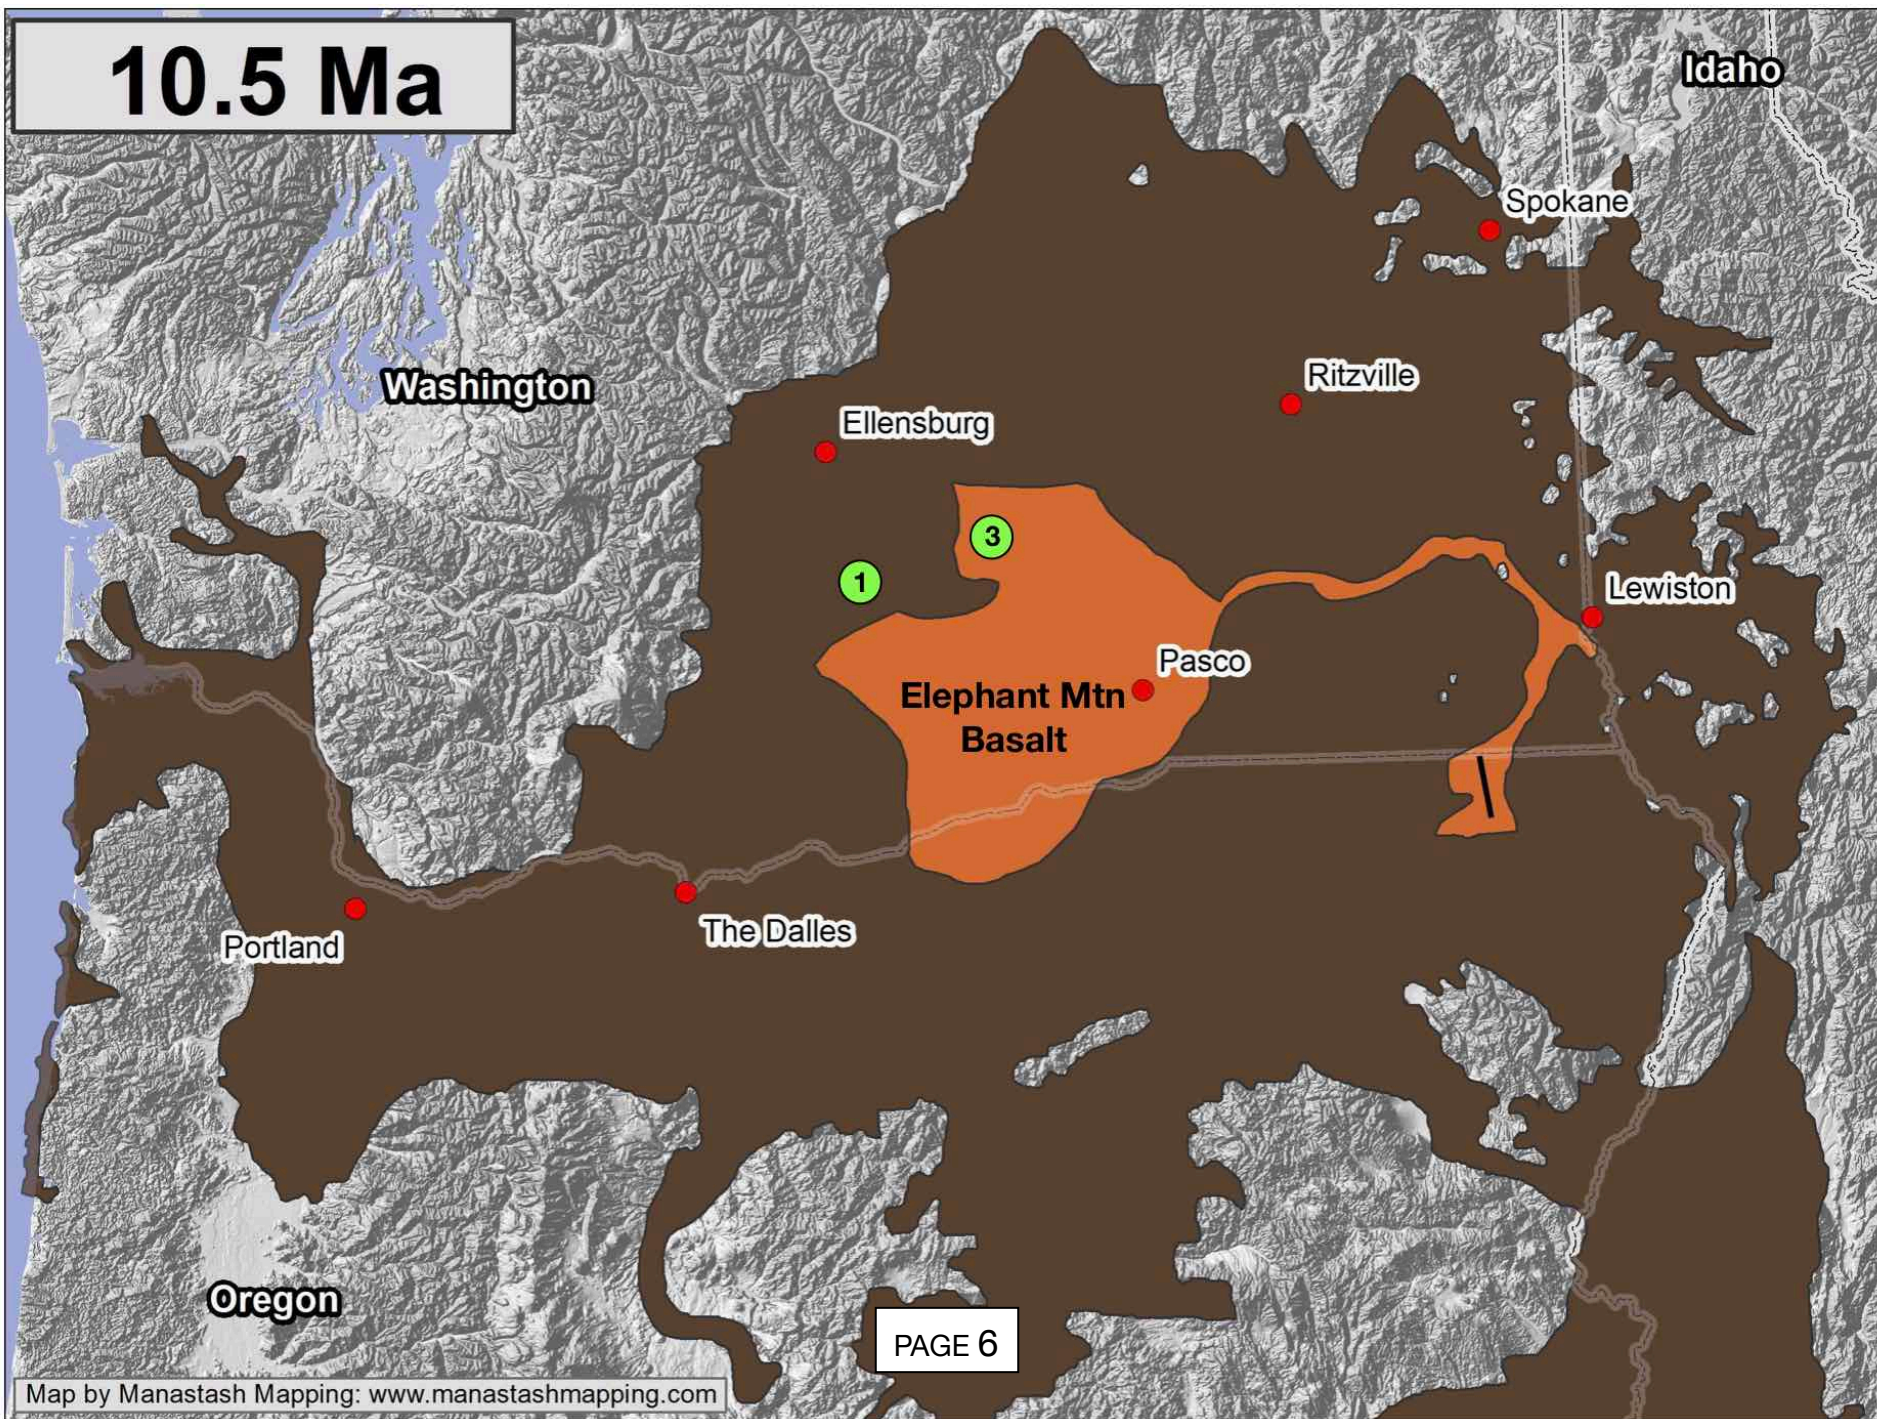 10.5 Ma
Idaho
Spokane
Washington
Ritzville
Ellensburg
3
1
Lewiston
Pasco
Elephant Mtn
Basalt
The Dalles
Portland
Oregon
PAGE 6
Map by Manastash Mapping: www.manastashmapping.com